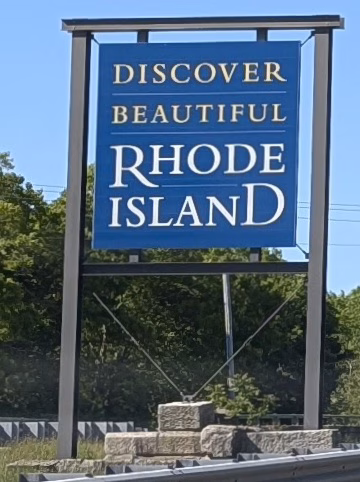 DISCOVER
BEAUTIFUL
RHODE
ISLAND